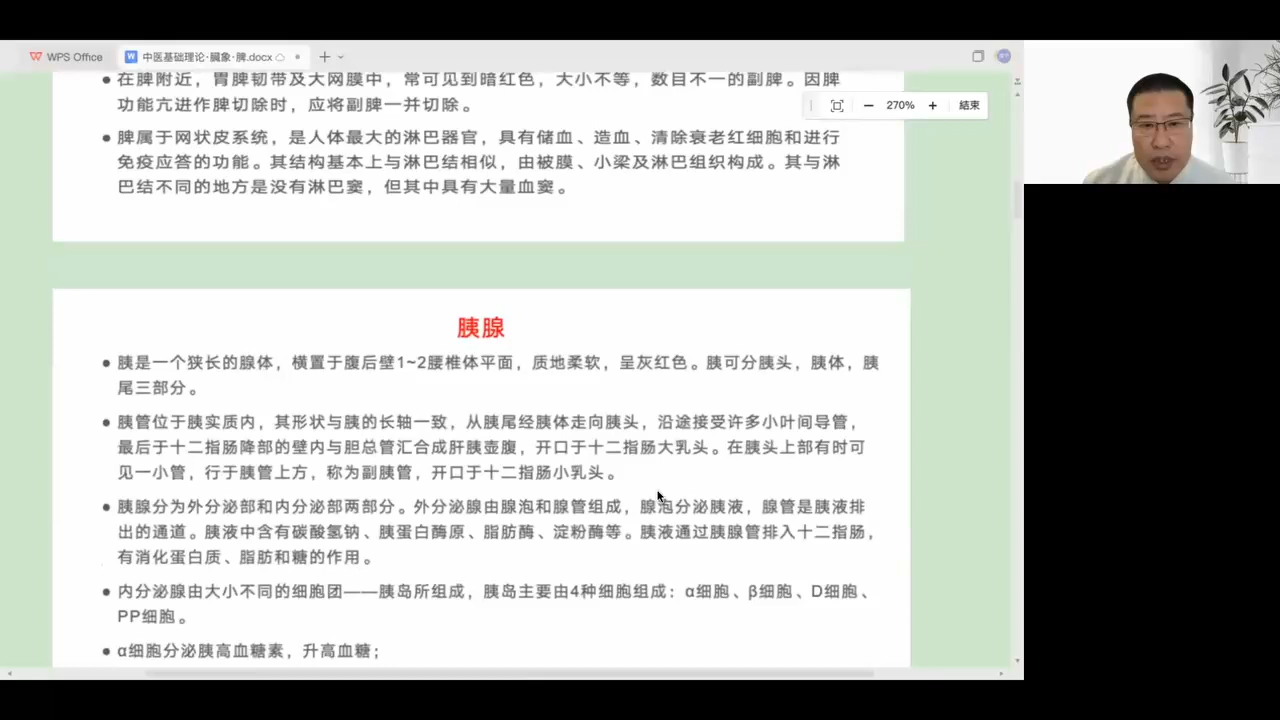 WPS Office
中医基础理论·臟象·脾.docx
270%
結束
在脾附近，胃脾韧带及大网膜中，常可见到暗红色，大小不等，数目不一的副脾。因脾
功能亢进作脾切除时，应将副脾一并切除。
脾属于网状皮系统，是人体最大的淋巴器官，具有储血、造血、清除衰老红细胞和进行
免疫应答的功能。其结构基本上与淋巴结相似，由被膜、小梁及淋巴组织构成。其与淋
巴结不同的地方是没有淋巴窦，但其中具有大量血窦。
胰腺
胰是一个狭长的腺体，横置于腹后壁1~2腰椎体平面，质地柔软，呈灰红色。胰可分胰头，胰体，胰
尾三部分。
胰管位于胰实质内，其形状与胰的长轴一致，从胰尾经胰体走向胰头，沿途接受许多小叶间导管，
最后于十二指肠降部的壁内与胆总管汇合成肝胰壶腹，开口于十二指肠大乳头。在胰头上部有时可
见一小管，行于胰管上方，称为副胰管，开口于十二指肠小乳头。
胰腺分为外分泌部和内分泌部两部分。外分泌腺由腺泡和腺管组成，腺泡分泌胰液，腺管是胰液排
出的通道。胰液中含有碳酸氢钠、胰蛋白酶原、脂肪酶、淀粉酶等。胰液通过胰腺管排入十二指肠，
有消化蛋白质、脂肪和糖的作用。
内分泌腺由大小不同的细胞团——胰岛所组成，胰岛主要由4种细胞组成：α细胞、β细胞、D细胞、
PP细胞。
α细胞分泌胰高血糖素，升高血糖；